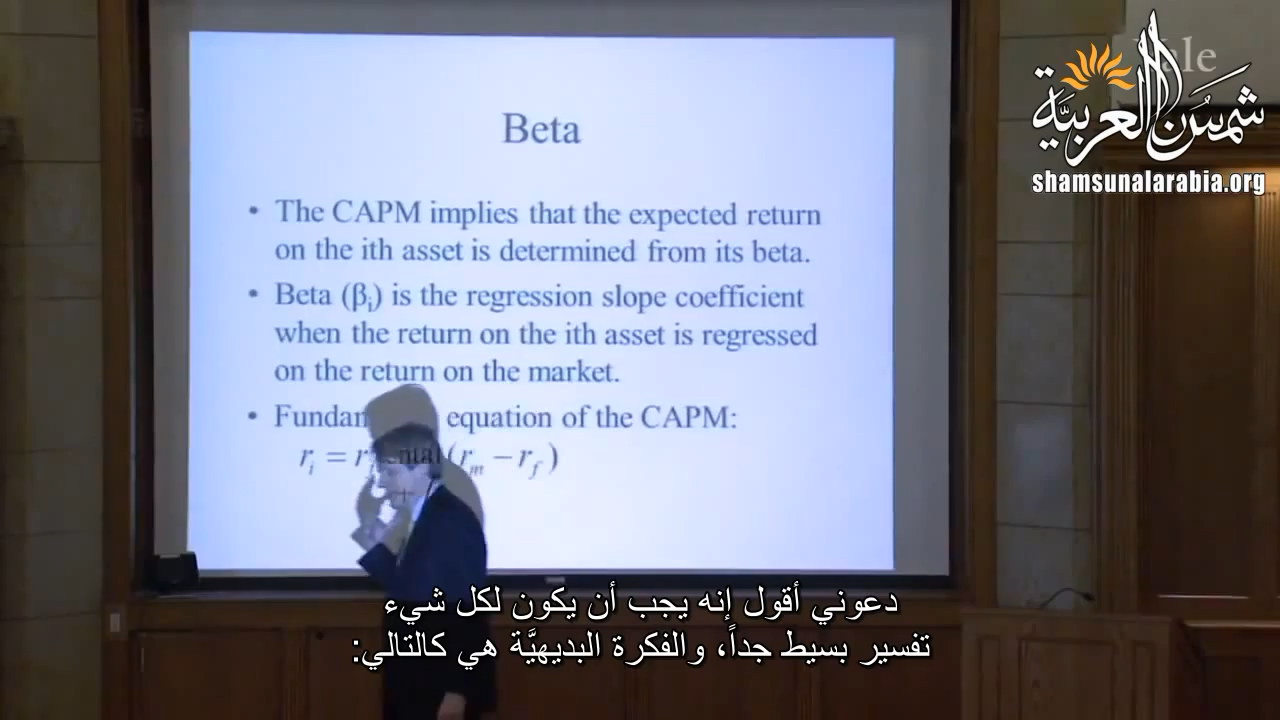 Yale
شمسُ العربيَّة
shamsunalarabia.org
Beta
• The CAPM implies that the expected return
on the ith asset is determined from its beta.
• Beta (βi) is the regression slope coefficient
when the return on the ith asset is regressed
on the return on the market.
• Fundamental equation of the CAPM:
ri = r (rm − rf)
دعوني أقول إنه يجب أن يكون لكل شيء
تفسير بسيط جداً، والفكرة البديهيَّة هي كالتالي: